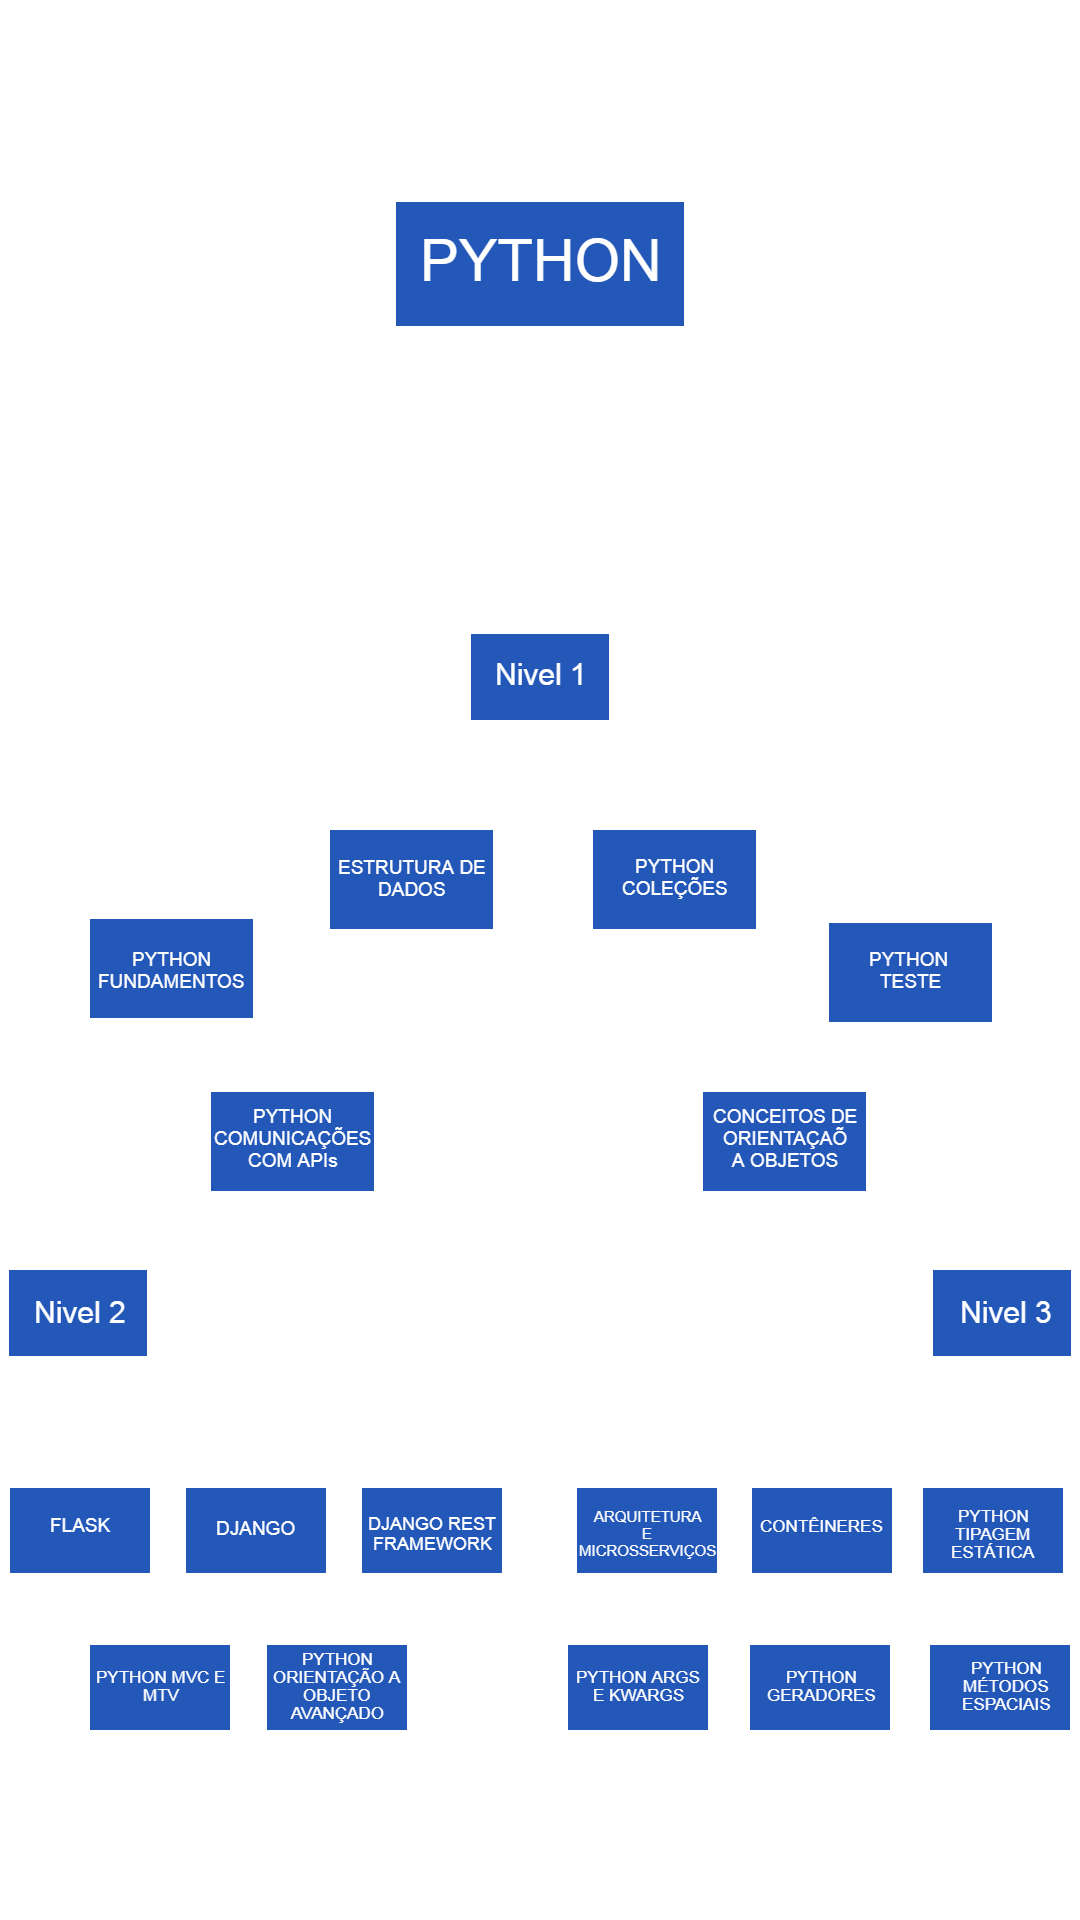 PYTHON
Nivel 1
ESTRUTURA DE
DADOS
PYTHON
COLEÇÕES
PYTHON
FUNDAMENTOS
PYTHON
TESTE
PYTHON
COMUNICAÇÕES
COM APIs
CONCEITOS DE
ORIENTAÇAÕ
A OBJETOS
Nivel 2
Nivel 3
FLASK
DJANGO
DJANGO REST
FRAMEWORK
ARQUITETURA
E
MICROSSERVIÇOS
CONTÊINERES
PYTHON
TIPAGEM
ESTÁTICA
PYTHON MVC E
MTV
PYTHON
ORIENTAÇÃO A
OBJETO
AVANÇADO
PYTHON ARGS
E KWARGS
PYTHON
GERADORES
PYTHON
MÉTODOS
ESPACIAIS